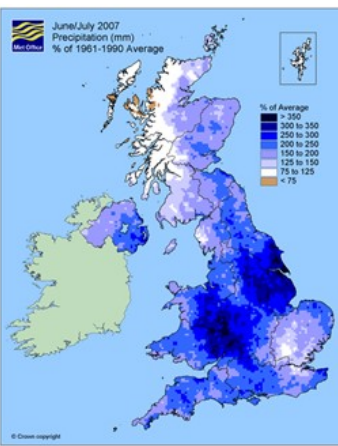 Met Office
June/July 2007
Precipitation (mm)
% of 1961-1990 Average
% of Average
> 350
300 to 350
250 to 300
200 to 250
150 to 200
125 to 150
75 to 125
< 75
© Crown copyright